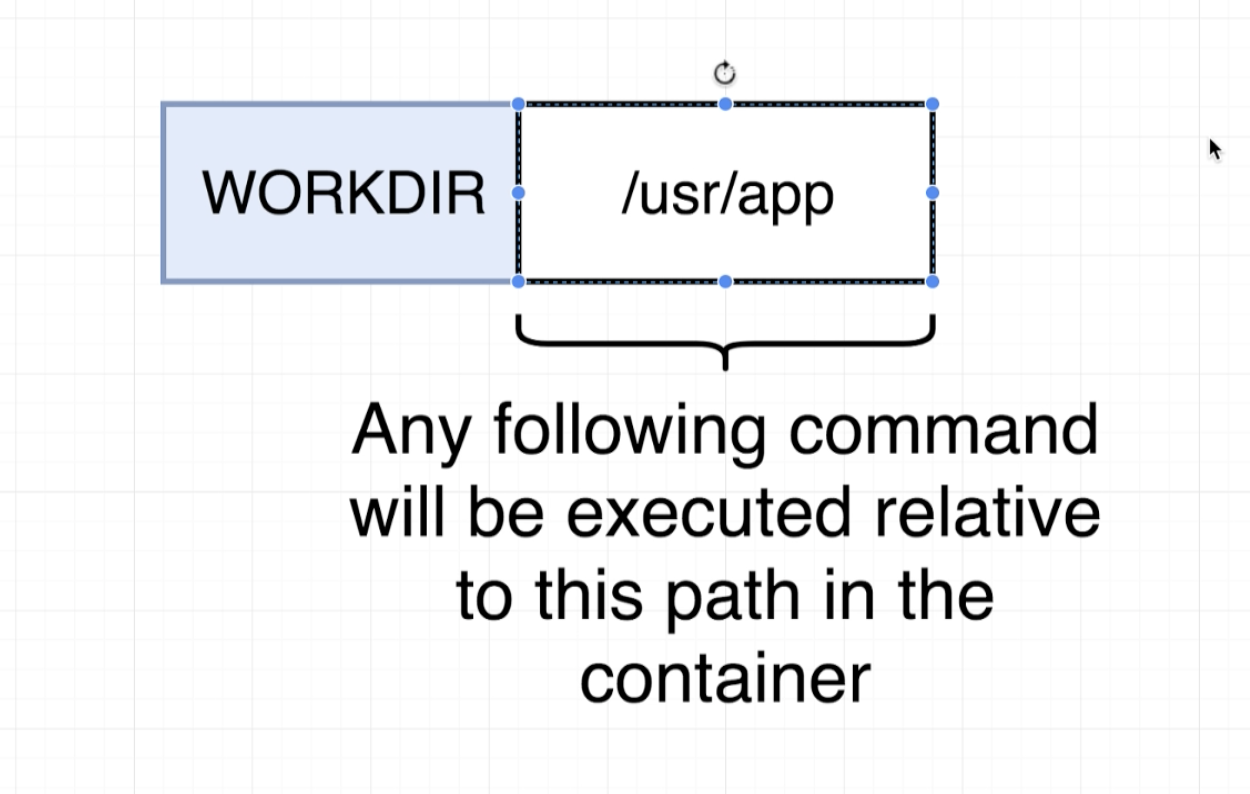 WORKDIR /usr/app
Any following command
will be executed relative
to this path in the
container